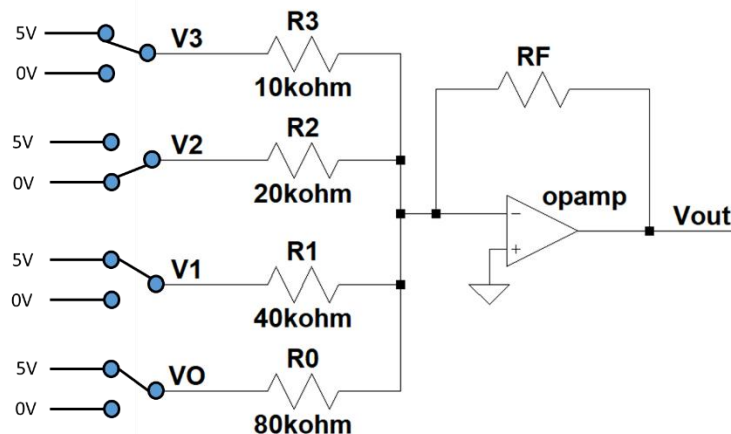 5V
V3
R3
0V
10kohm
RF
5V
V2
R2
0V
20kohm
opamp
Vout
5V
V1
R1
0V
40kohm
5V
VO
R0
0V
80kohm
−
+